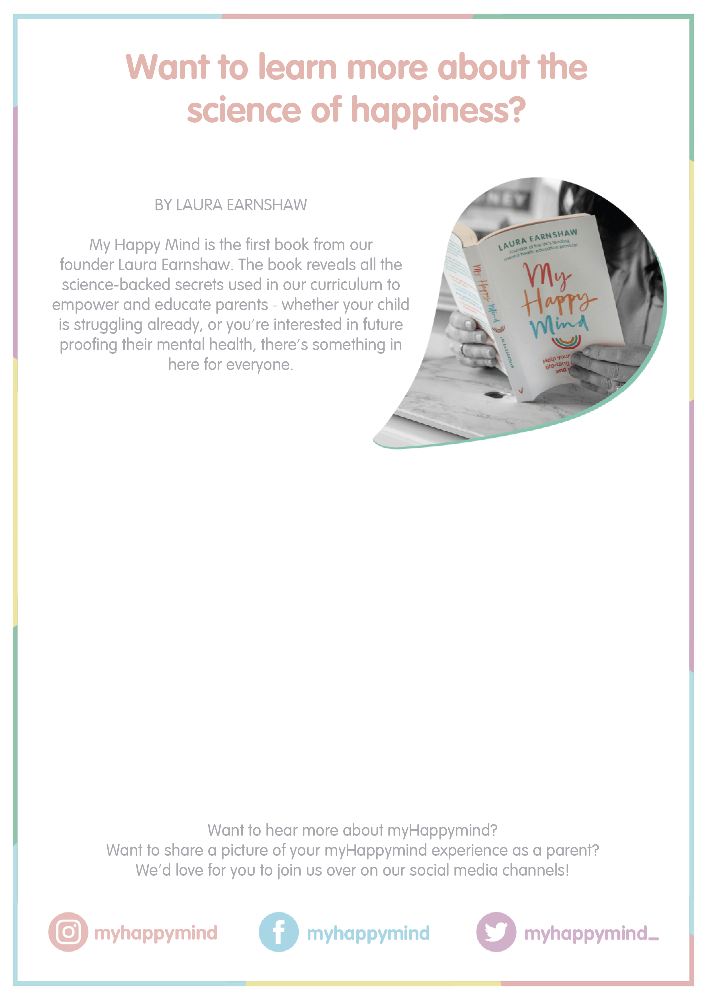 Want to learn more about the
science of happiness?
BY LAURA EARNSHAW
My Happy Mind is the first book from our
founder Laura Earnshaw. The book reveals all the
science-backed secrets used in our curriculum to
empower and educate parents - whether your child
is struggling already, or you’re interested in future
proofing their mental health, there’s something in
here for everyone.
LAURA EARNSHAW
Founder of the UK's leading
mental health education provider
My
Happy
Mind
Help your
life-long
and
My Happy Mind LAURA EARNSHAW
Want to hear more about myHappymind?
Want to share a picture of your myHappymind experience as a parent?
We’d love for you to join us over on our social media channels!
myhappymind
myhappymind
myhappymind_